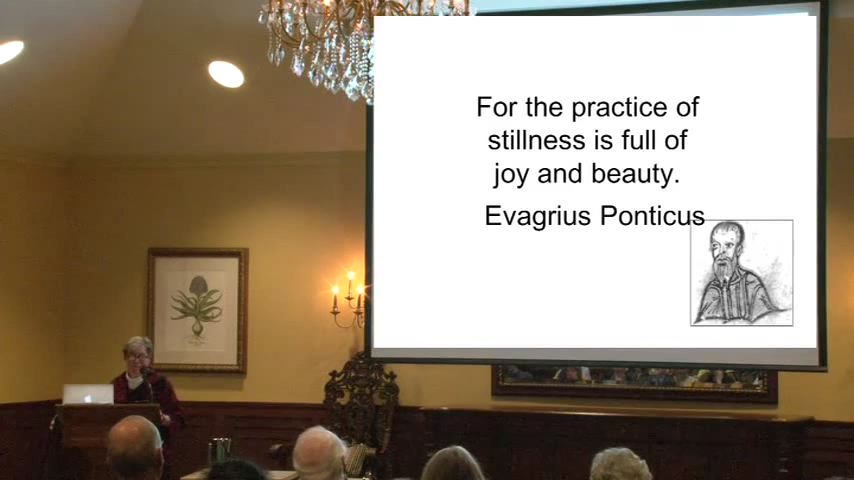 For the practice of
stillness is full of
joy and beauty.
Evagrius Ponticus